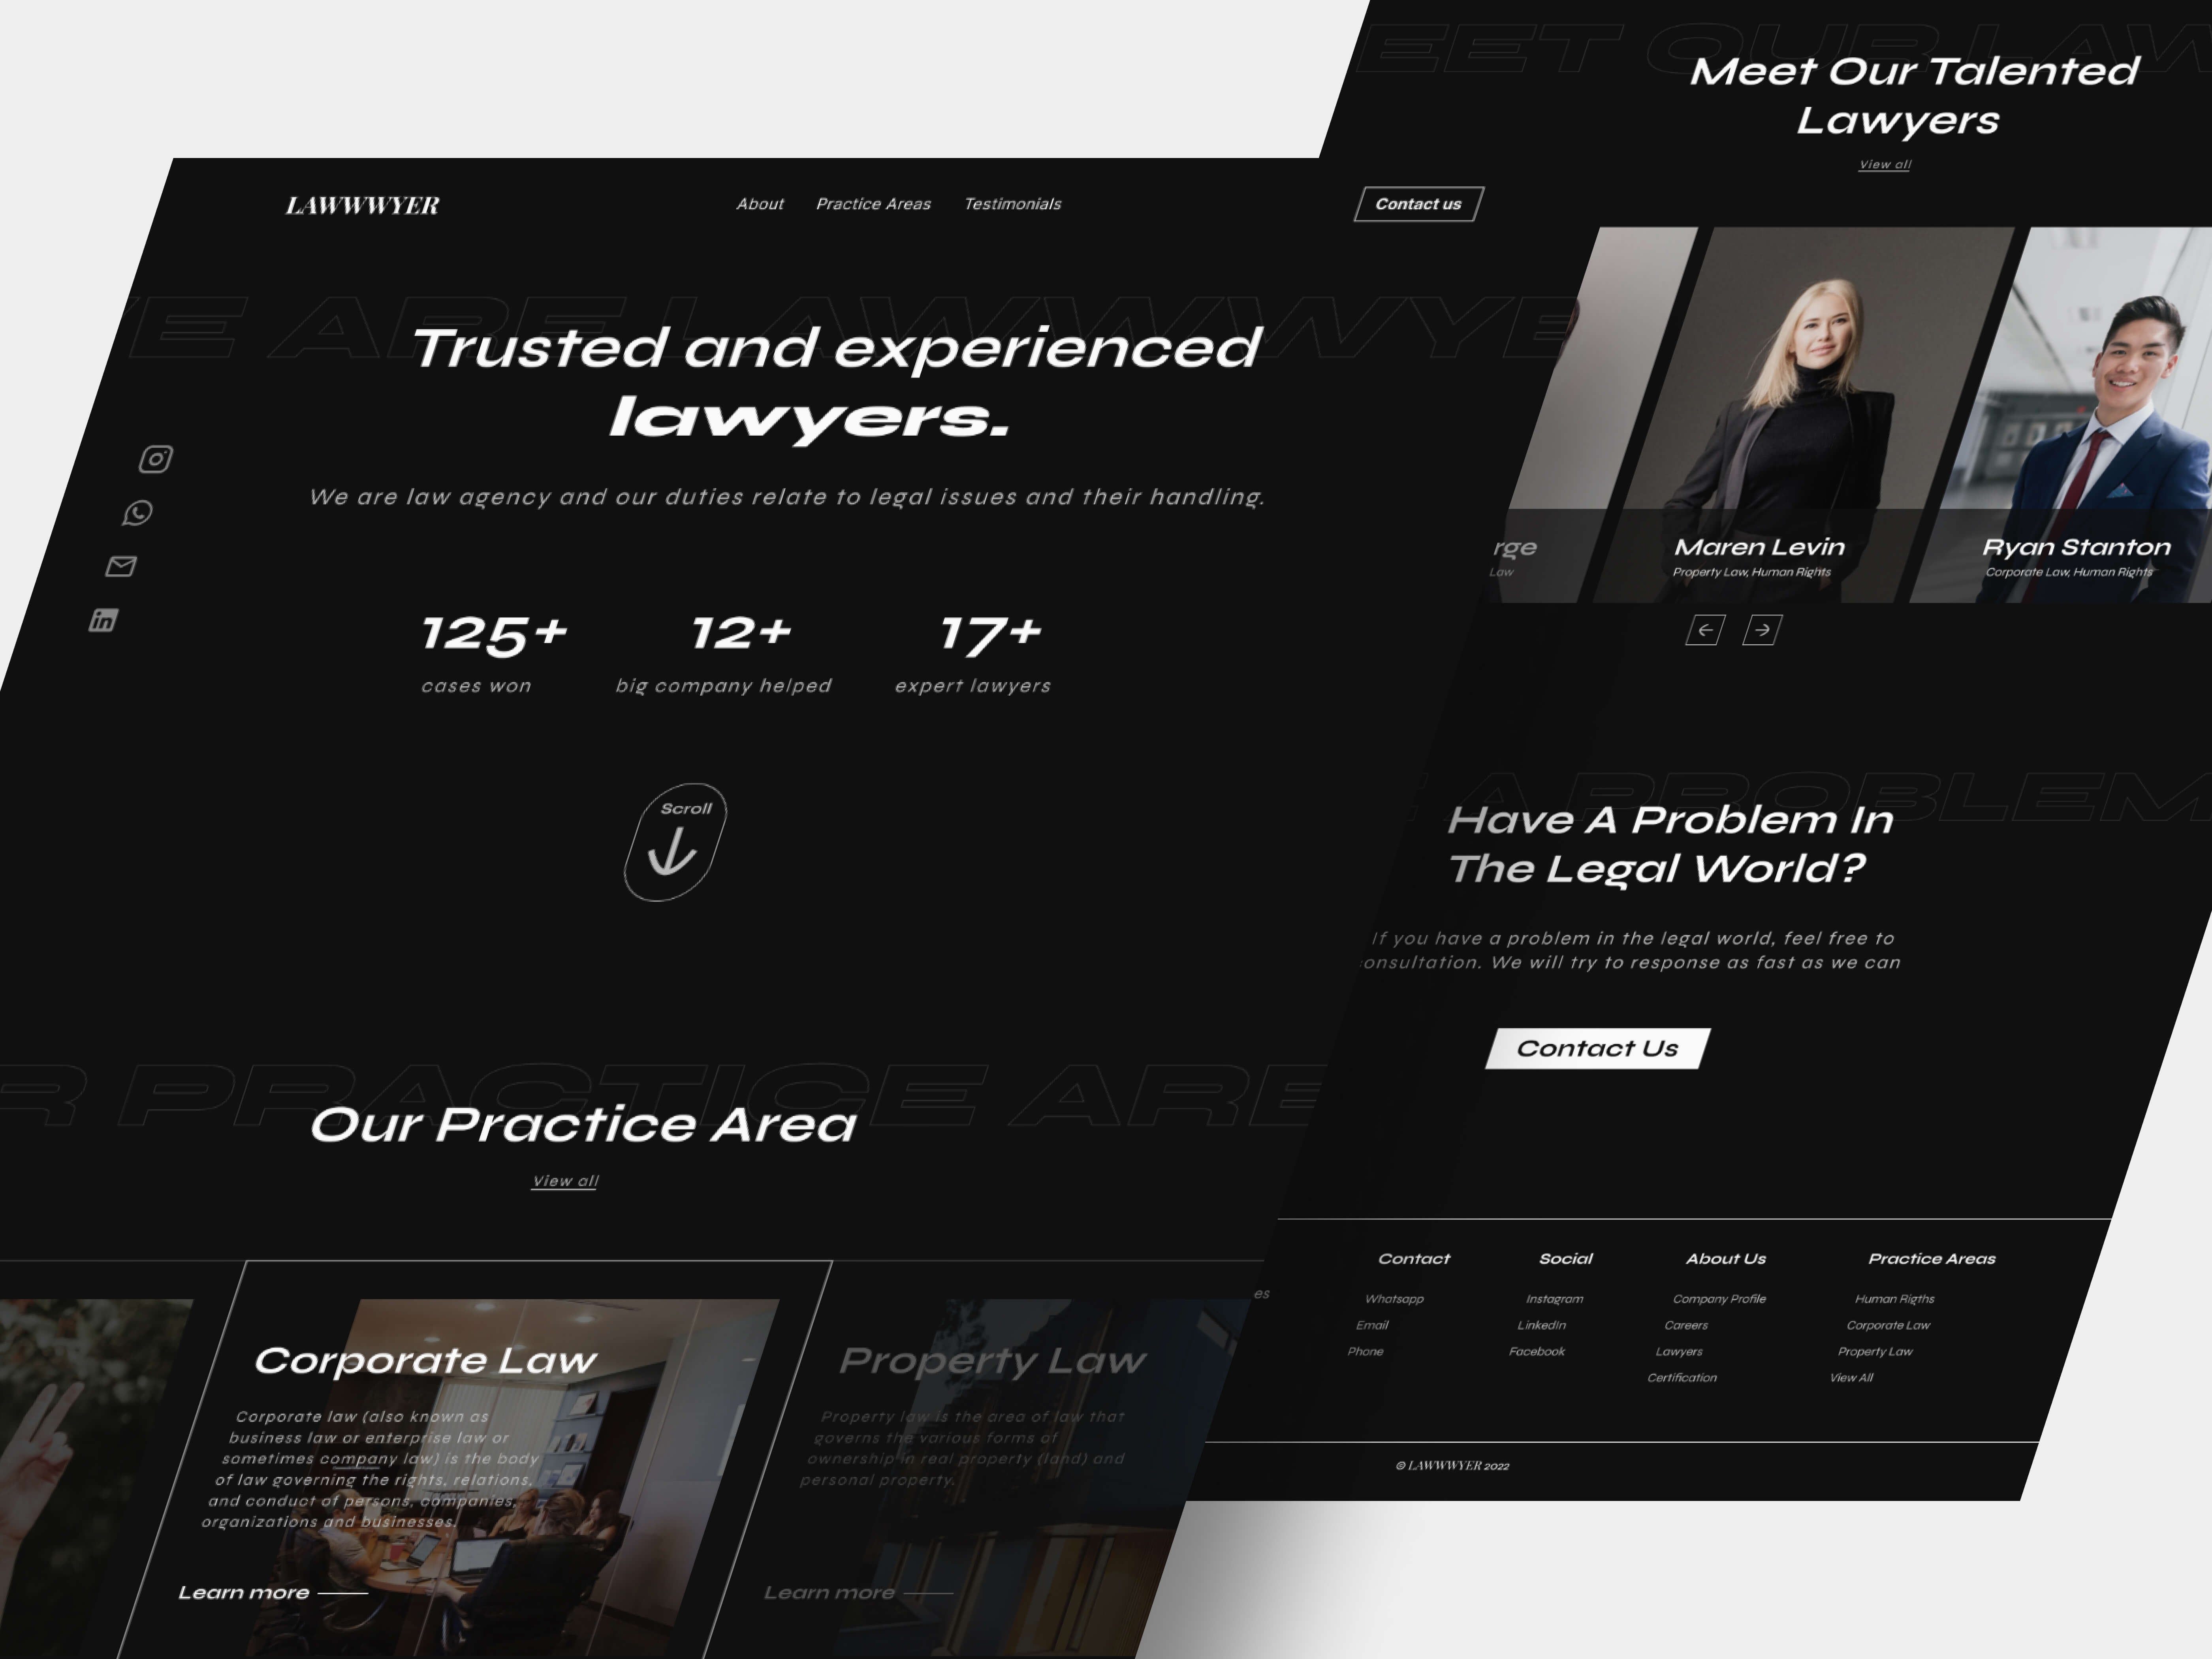 LAWWWYER
About
Practice Areas
Testimonials
Contact us
E ARE LAWWWYE
Trusted and experienced
lawyers.
We are law agency and our duties relate to legal issues and their handling.
125+
cases won
12+
big company helped
17+
expert lawyers
Scroll
R PRACTICE ARE
Our Practice Area
View all
Corporate Law
Corporate law (also known as
business law or enterprise law or
sometimes company law) is the body
of law governing the rights, relations,
and conduct of persons, companies,
organizations and businesses.
Learn more
Property Law
Property law is the area of law that
governs the various forms of
ownership in real property (land) and
personal property.
Learn more
EET OUR LAW
Meet Our Talented
Lawyers
View all
rge
Law
Maren Levin
Property Law, Human Rights
Ryan Stanton
Corporate Law, Human Rights
A PROBLEM
Have A Problem In
The Legal World?
If you have a problem in the legal world, feel free to
onsultation. We will try to response as fast as we can
Contact Us
es
Contact
Whatsapp
Email
Phone
Social
Instagram
LinkedIn
Facebook
About Us
Company Profile
Careers
Lawyers
Certification
Practice Areas
Human Rigths
Corporate Law
Property Law
View All
© LAWWWYER 2022